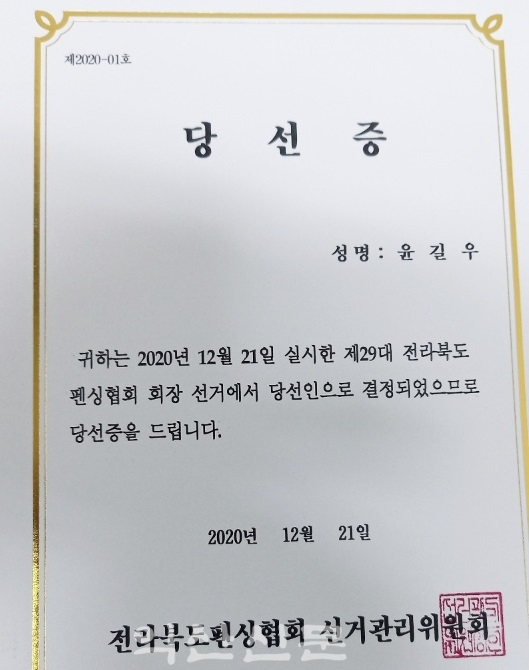 제2020-01호
당 선 증
성명 : 윤 길 우
귀하는 2020년 12월 21일 실시한 제29대 전라북도
펜싱협회 회장 선거에서 당선인으로 결정되었으므로
당선증을 드립니다.
2020년 12월 21일
전라북도펜싱협회 선거관리위원회